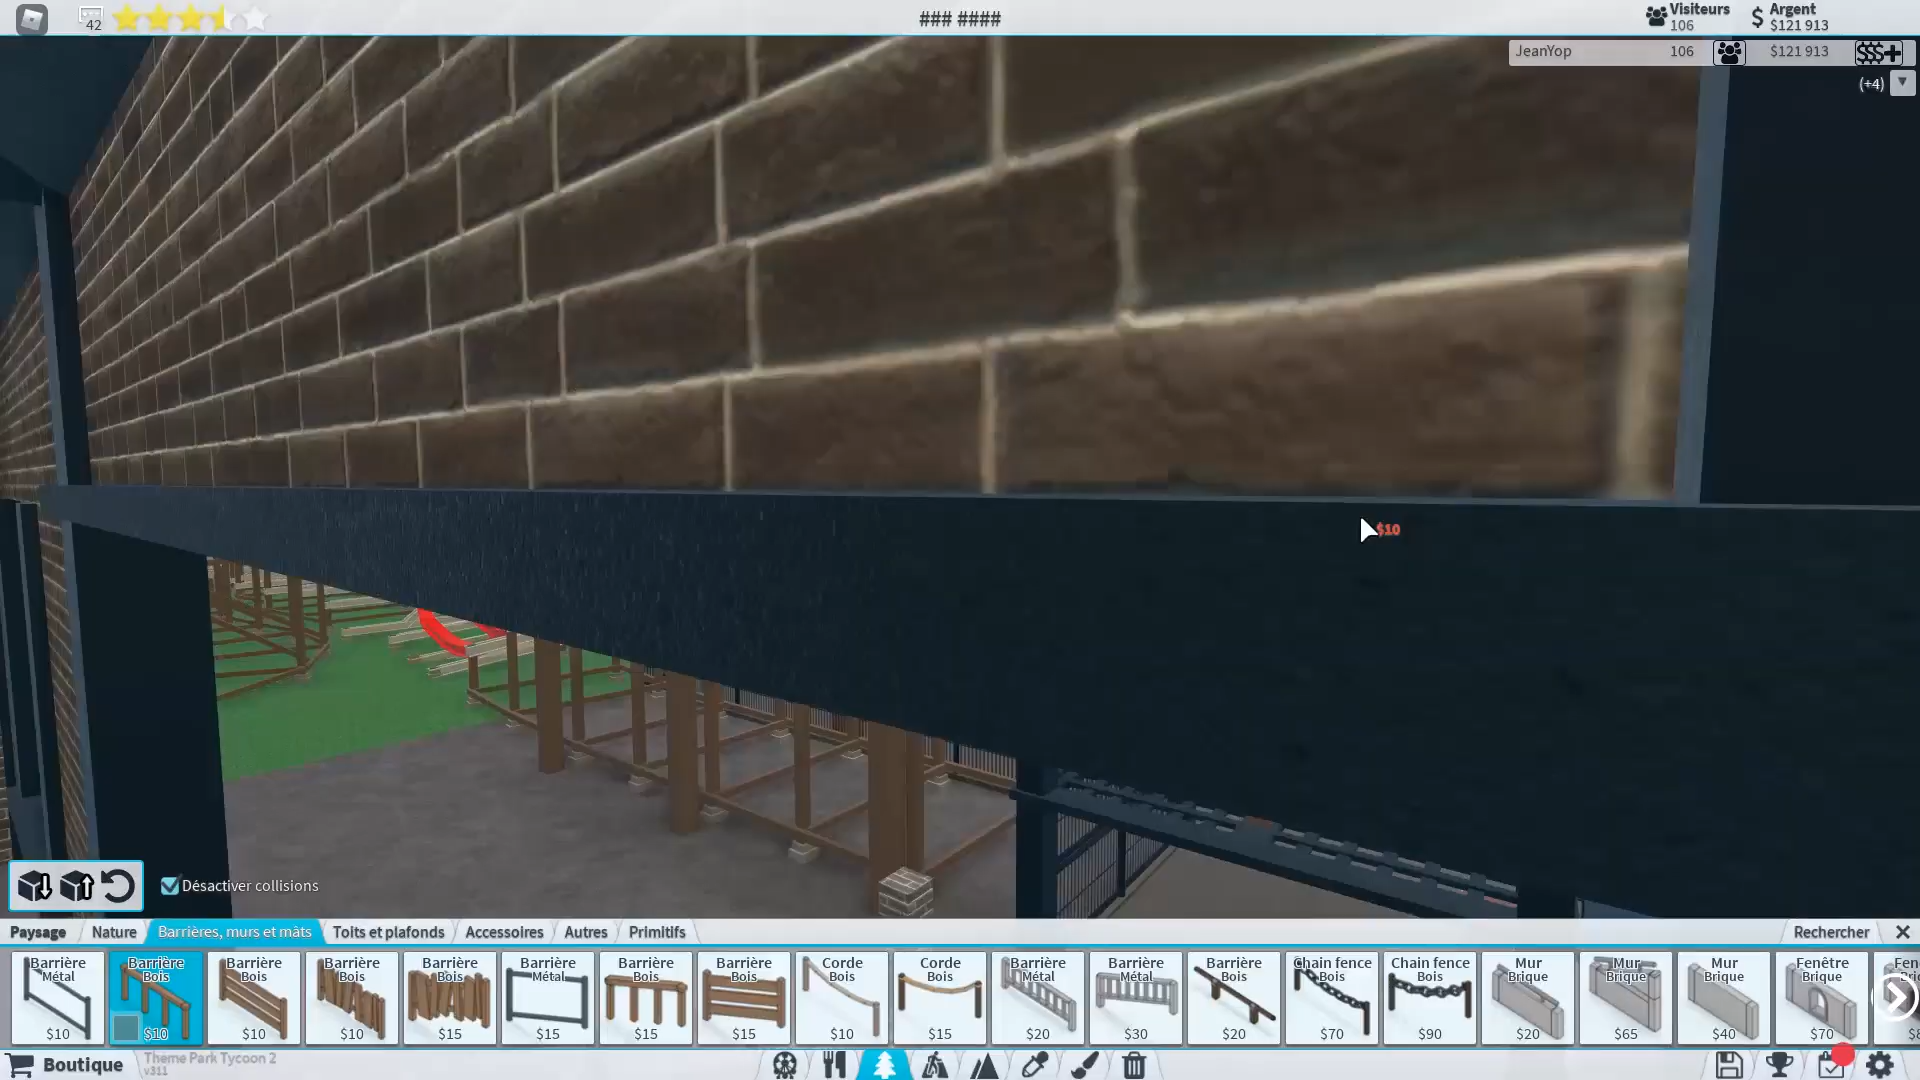 42
### ####
Visiteurs
106
Argent
$121 913
JeanYop 106 $121 913 $$$+
(+4)
$10
Désactiver collisions
Paysage Nature Barrières, murs et mâts Toits et plafonds Accessoires Autres Primitifs Rechercher
Barrière Métal $10
Barrière Bois $10
Barrière Bois $10
Barrière Bois $10
Barrière Bois $15
Barrière Métal $15
Barrière Bois $15
Barrière Bois $15
Corde Bois $10
Corde Bois $15
Barrière Métal $20
Barrière Métal $30
Barrière Bois $20
Chain fence Bois $70
Chain fence Bois $90
Mur Brique $20
Mur Brique $65
Mur Brique $40
Fenêtre Brique $70
Boutique
Theme Park Tycoon 2
v311